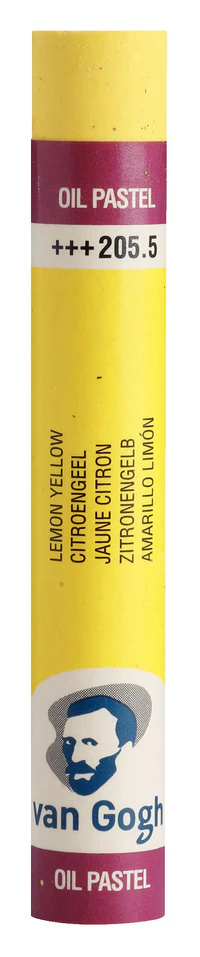 OIL PASTEL
+++205.5
LEMON YELLOW
CITROENGEEL
JAUNE CITRON
ZITRONENGELB
AMARILLO LIMÓN
van Gogh
OIL PASTEL